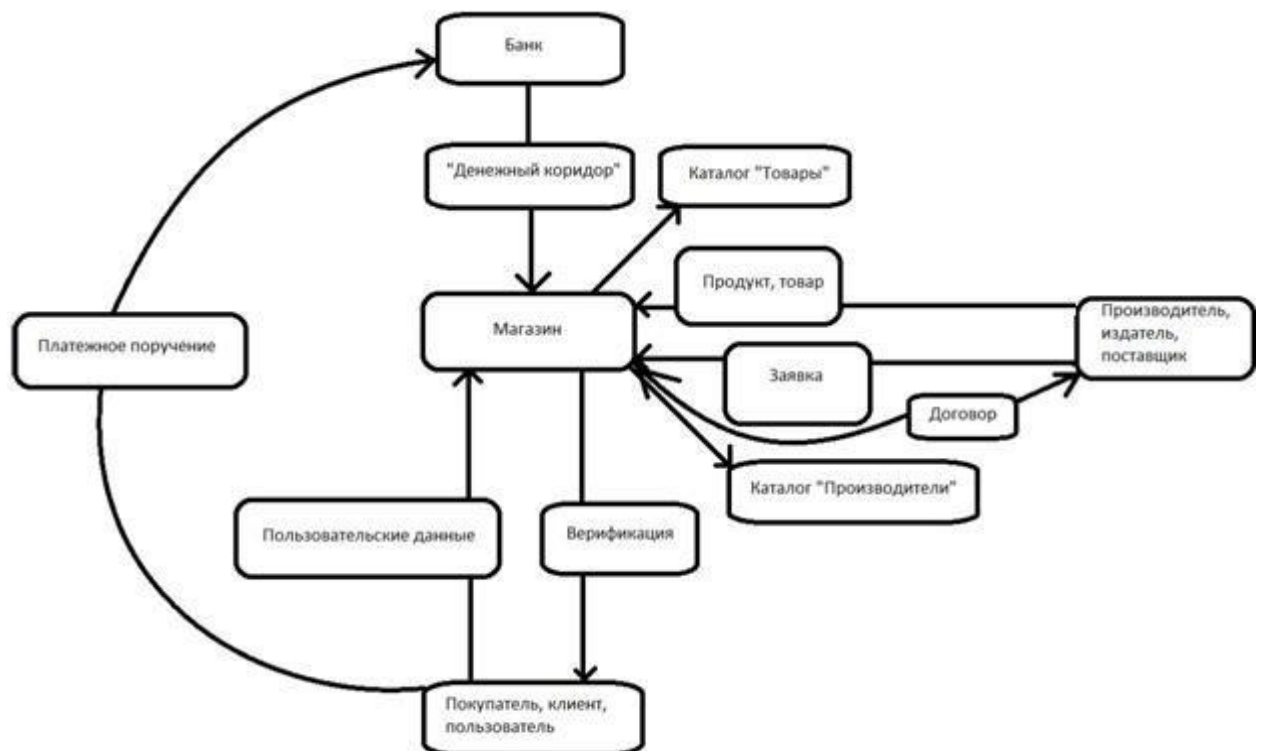 Банк
"Денежный коридор"
Каталог "Товары"
Продукт, товар
Магазин
Производитель,
издатель,
поставщик
Платежное поручение
Заявка
Договор
Каталог "Производители"
Пользовательские данные
Верификация
Покупатель, клиент,
пользователь